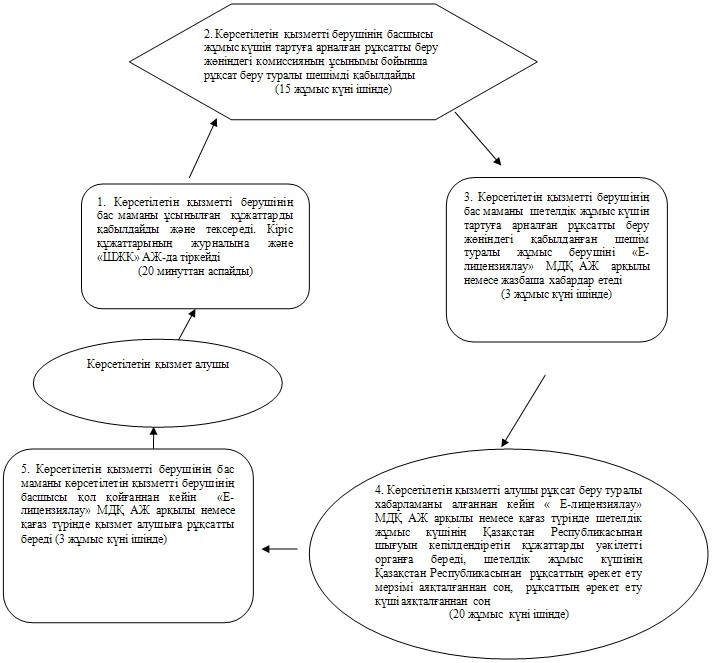 2. Көрсетілетін қызметті берушінің басшысы
жұмыс күшін тартуға арналған рұқсатты беру
жөніндегі комиссияның ұсынымы бойынша
рұқсат беру туралы шешімді қабылдайды
(15 жұмыс күні ішінде)
1. Көрсетілетін қызметті берушінің
бас маманы ұсынылған құжаттарды
қабылдайды және тексереді. Кіріс
құжаттарының журналына және
«ШЖК» АЖ-да тіркейді
(20 минуттан аспайды)
3. Көрсетілетін қызметті берушінің
бас маманы шетелдік жұмыс күшін
тартуға арналған рұқсатты беру
жөніндегі қабылданған шешім
туралы жұмыс берушіні «Е-
лицензиялау» МДҚ АЖ арқылы
немесе жазбаша хабардар етеді
(3 жұмыс күні ішінде)
Көрсетілетін қызмет алушы
5. Көрсетілетін қызметті берушінің бас
маманы көрсетілетін қызметті берушінің
басшысы қол қойғаннан кейін «Е-
лицензиялау» МДҚ АЖ арқылы немесе
қағаз түрінде қызмет алушыға рұқсатты
береді (3 жұмыс күні ішінде)
4. Көрсетілетін қызметті алушы рұқсат беру туралы
хабарламаны алғаннан кейін « Е-лицензиялау»
МДҚ АЖ арқылы немесе қағаз түрінде шетелдік
жұмыс күшінің Қазақстан Республикасынан
шығуын кепілдендіретін құжаттарды уәкілетті
органға береді, шетелдік жұмыс күшінің
Қазақстан Республикасынан рұқсаттың әрекет ету
мерзімі аяқталғаннан соң, рұқсаттың әрекет ету
күші аяқталғаннан соң
(20 жұмыс күні ішінде)